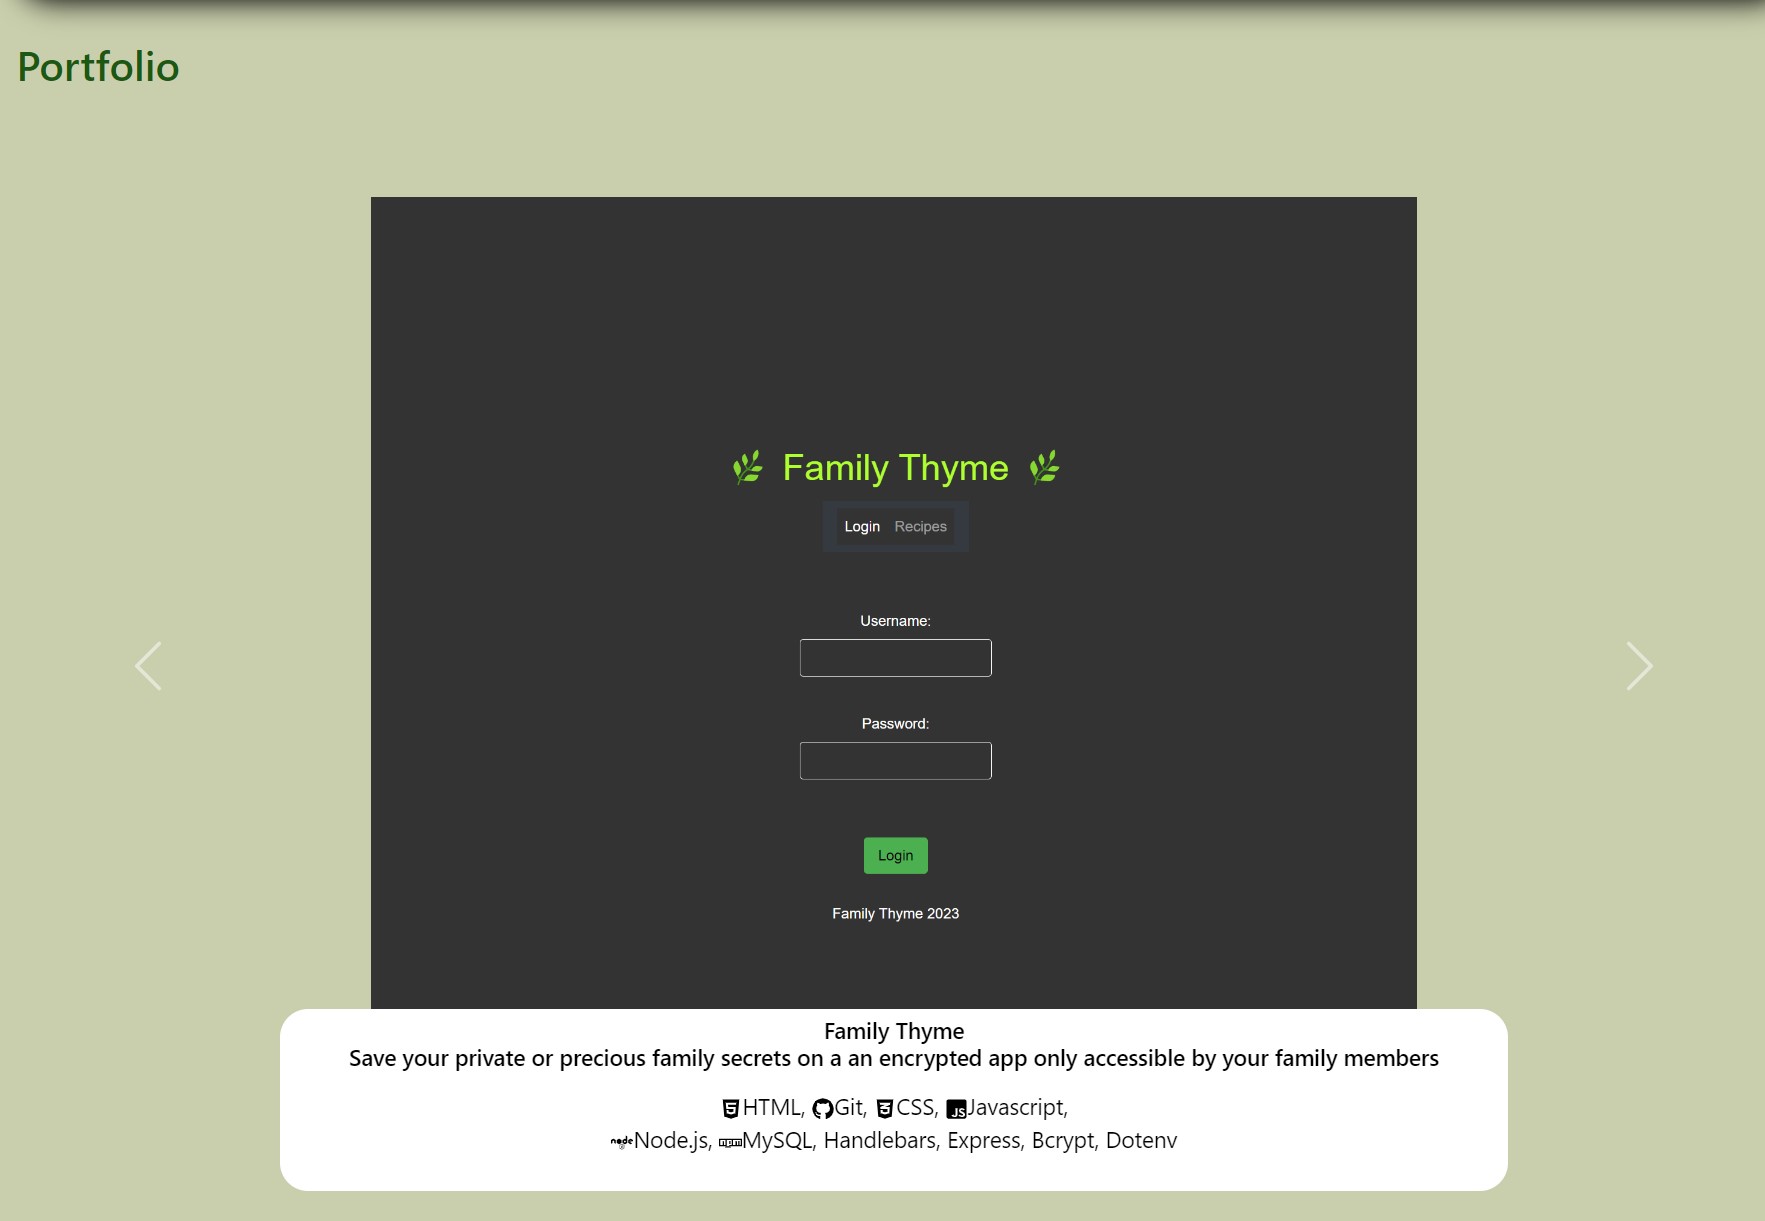 Portfolio
Family Thyme
Login Recipes
Username:
Password:
Login
Family Thyme 2023
Family Thyme
Save your private or precious family secrets on a an encrypted app only accessible by your family members
HTML, Git, CSS, JS Javascript,
node Node.js, npm MySQL, Handlebars, Express, Bcrypt, Dotenv